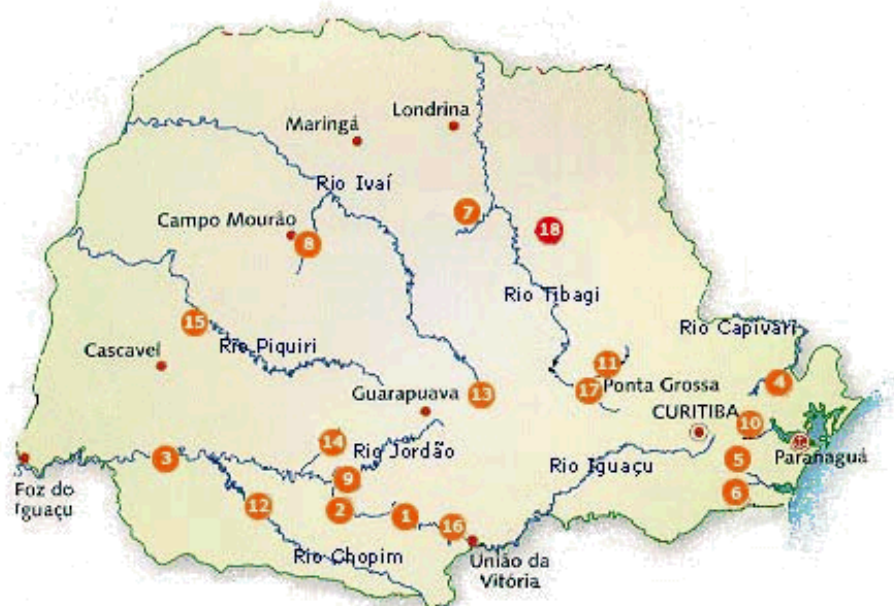 Londrina
Maringá
Rio Ivaí
7
Campo Mourão
8
18
Rio Tibagi
15
Rio Piquiri
Rio Capivari
Cascavel
11
4
13
17
Ponta Grossa
Guarapuava
CURITIBA
10
14
Rio Jordão
Paranaguá
3
5
Rio Iguaçu
Foz do
Iguaçu
9
6
12
2
1
16
Rio Chopim
União da
Vitória